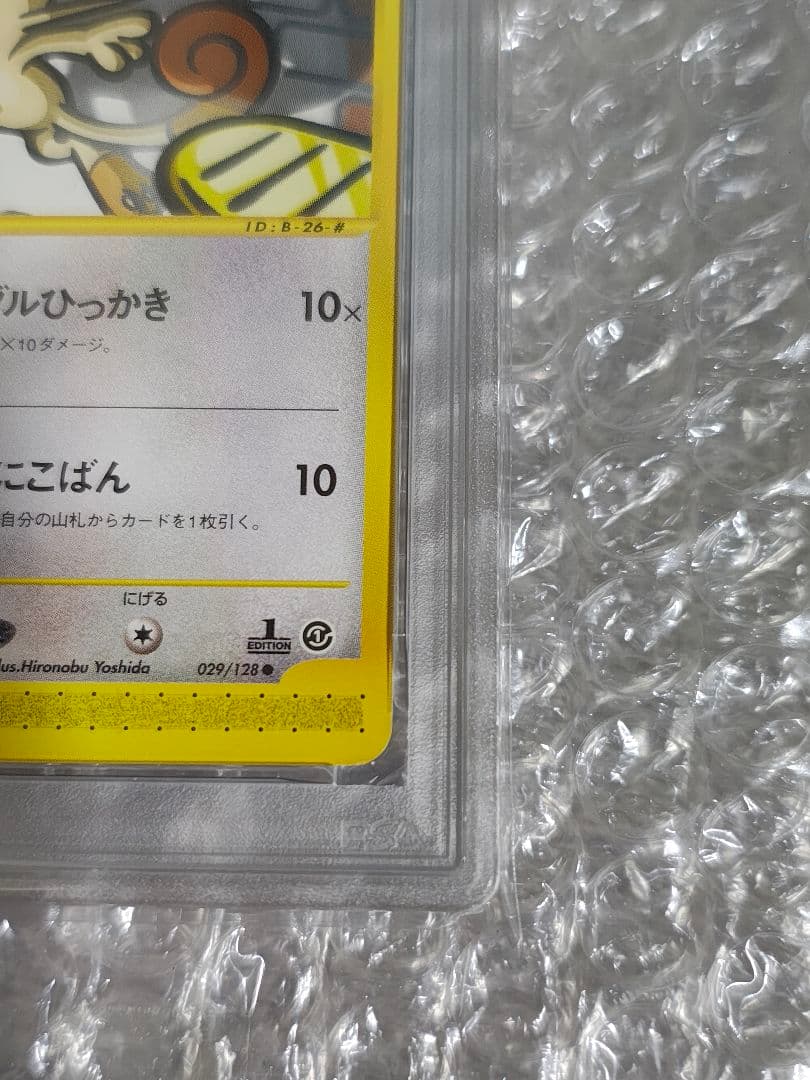 ID:B-26-#
ルひっかき 10×
×10ダメージ。
にこばん 10
自分の山札からカードを1枚引く。
にげる
1
EDITION
lus.Hironobu Yoshida 029/128●
PSA